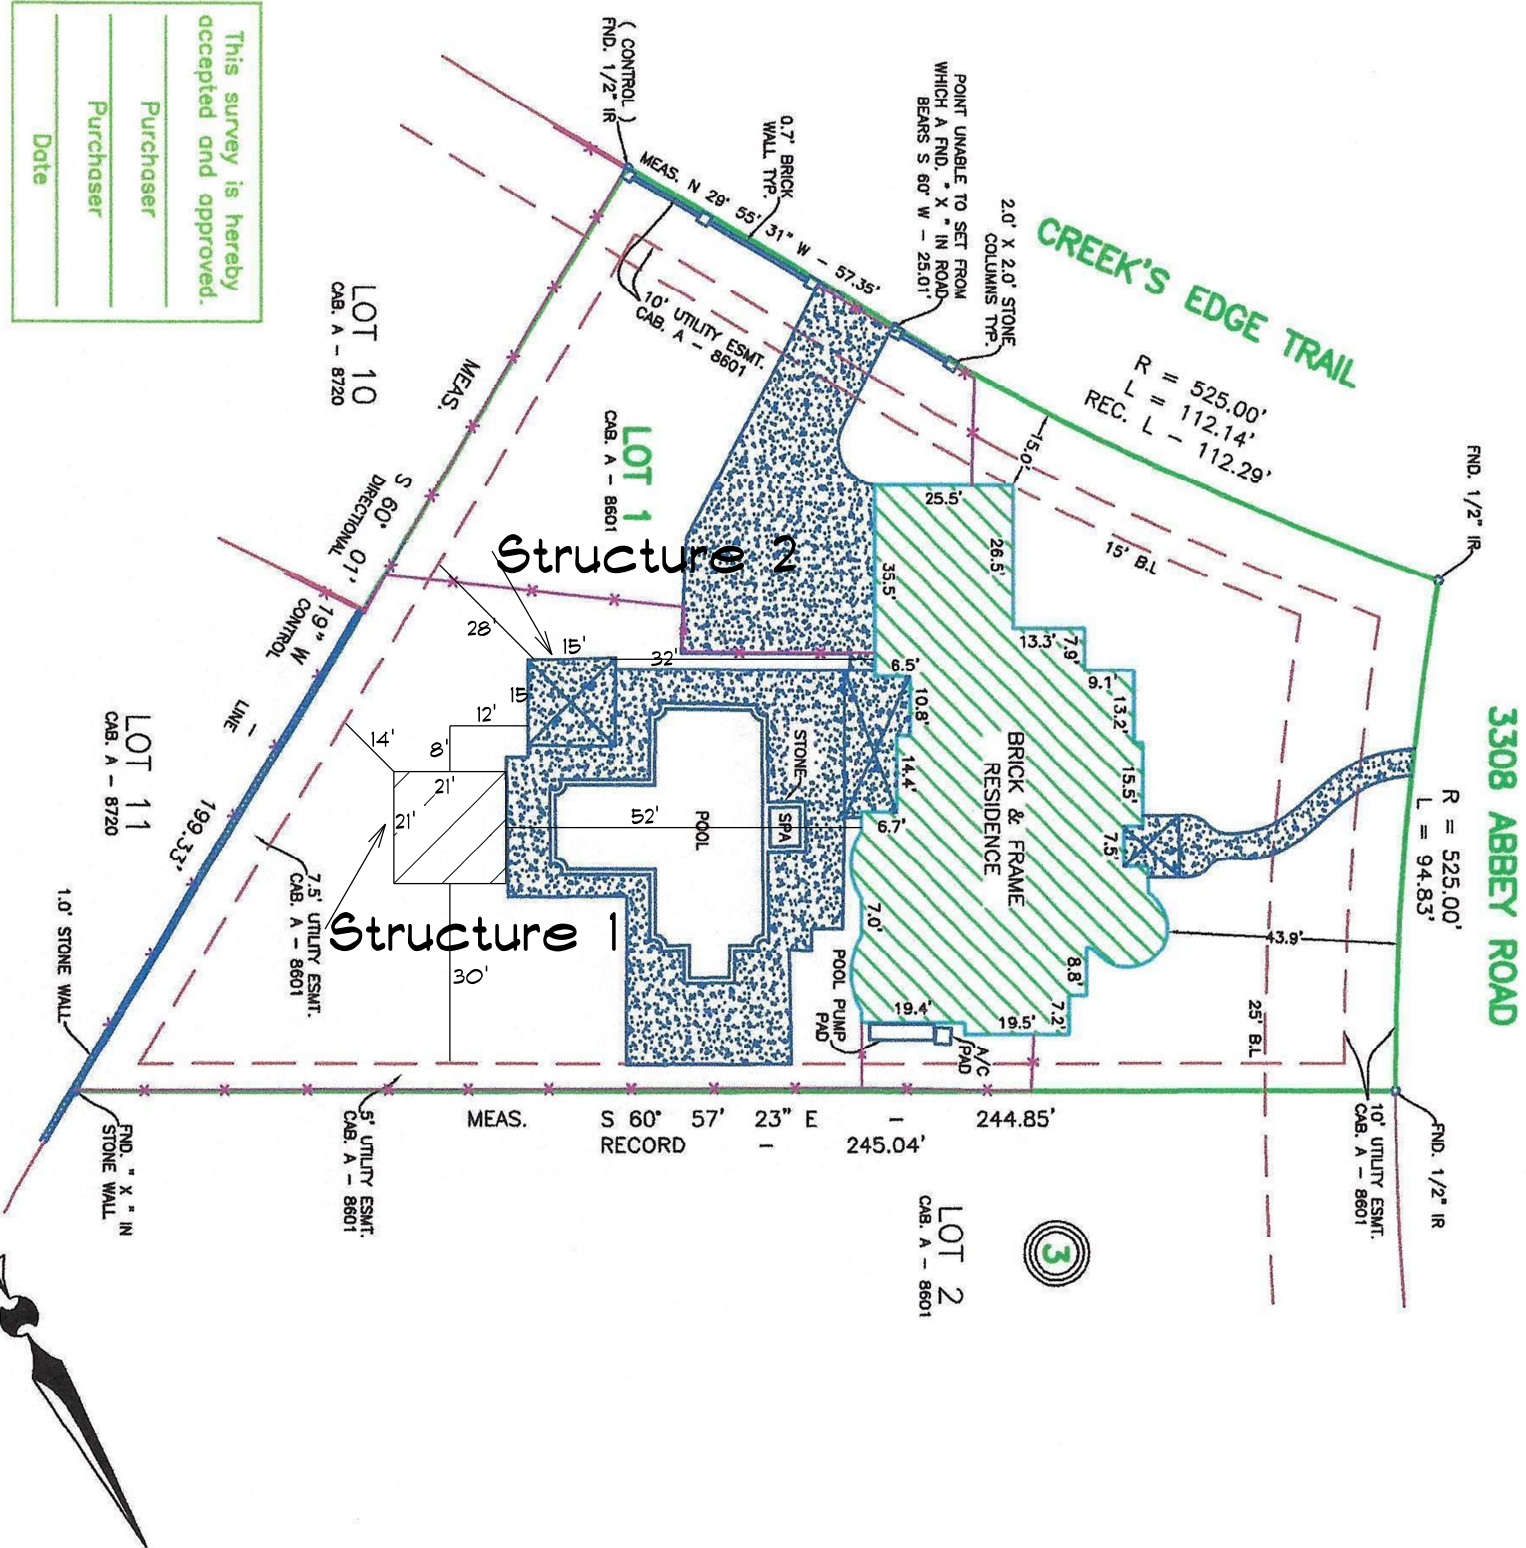 This survey is hereby
accepted and approved.
Purchaser
Purchaser
Date
( CONTROL )
FND. 1/2" IR
MEAS. N 29° 55' 31" W - 57.35'
0.7' BRICK
WALL TYP.
POINT UNABLE TO SET FROM
WHICH A FND. " X " IN ROAD
BEARS S 60° W - 25.01'
2.0' X 2.0' STONE
COLUMNS TYP.
CREEK'S EDGE TRAIL
R = 525.00'
L = 112.14'
REC. L - 112.29'
FND. 1/2" IR
3308 ABBEY ROAD
R = 525.00'
L = 94.83'
10' UTILITY ESMT.
CAB. A - 8601
15.0'
15' B.L
LOT 10
CAB. A - 8720
LOT 1
CAB. A - 8601
MEAS.
S 60° 01' 19" W - 199.33'
DIRECTIONAL CONTROL LINE
Structure 2
28'
15'
15
32'
12'
8'
14'
21'
21'
52'
30'
Structure 1
25.5'
26.5'
35.5'
13.3'
7.9'
9.1'
13.2'
15.5'
7.5'
6.5'
10.8'
14.4'
6.7'
7.0'
8.8'
7.2'
19.4'
19.5'
43.9'
BRICK & FRAME
RESIDENCE
STONE
SPA
POOL
POOL PUMP
PAD
A/C
PAD
25' B.L
LOT 11
CAB. A - 8720
7.5' UTILITY ESMT.
CAB. A - 8601
1.0' STONE WALL
FND. " X " IN
STONE WALL
5' UTILITY ESMT.
CAB. A - 8601
MEAS. S 60° 57' 23" E - 244.85'
RECORD - 245.04'
10' UTILITY ESMT.
CAB. A - 8601
FND. 1/2" IR
LOT 2
CAB. A - 8601
3